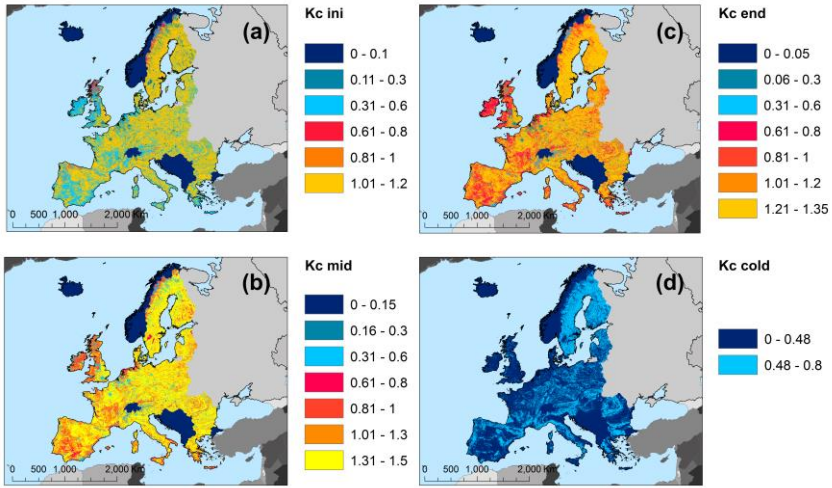 (a)
0 500 1,000 2,000 Km
Kc ini
0 - 0.1
0.11 - 0.3
0.31 - 0.6
0.61 - 0.8
0.81 - 1
1.01 - 1.2
(c)
0 500 1,000 2,000 Km
Kc end
0 - 0.05
0.06 - 0.3
0.31 - 0.6
0.61 - 0.8
0.81 - 1
1.01 - 1.2
1.21 - 1.35
(b)
0 500 1,000 2,000 Km
Kc mid
0 - 0.15
0.16 - 0.3
0.31 - 0.6
0.61 - 0.8
0.81 - 1
1.01 - 1.3
1.31 - 1.5
(d)
0 500 1,000 2,000 Km
Kc cold
0 - 0.48
0.48 - 0.8